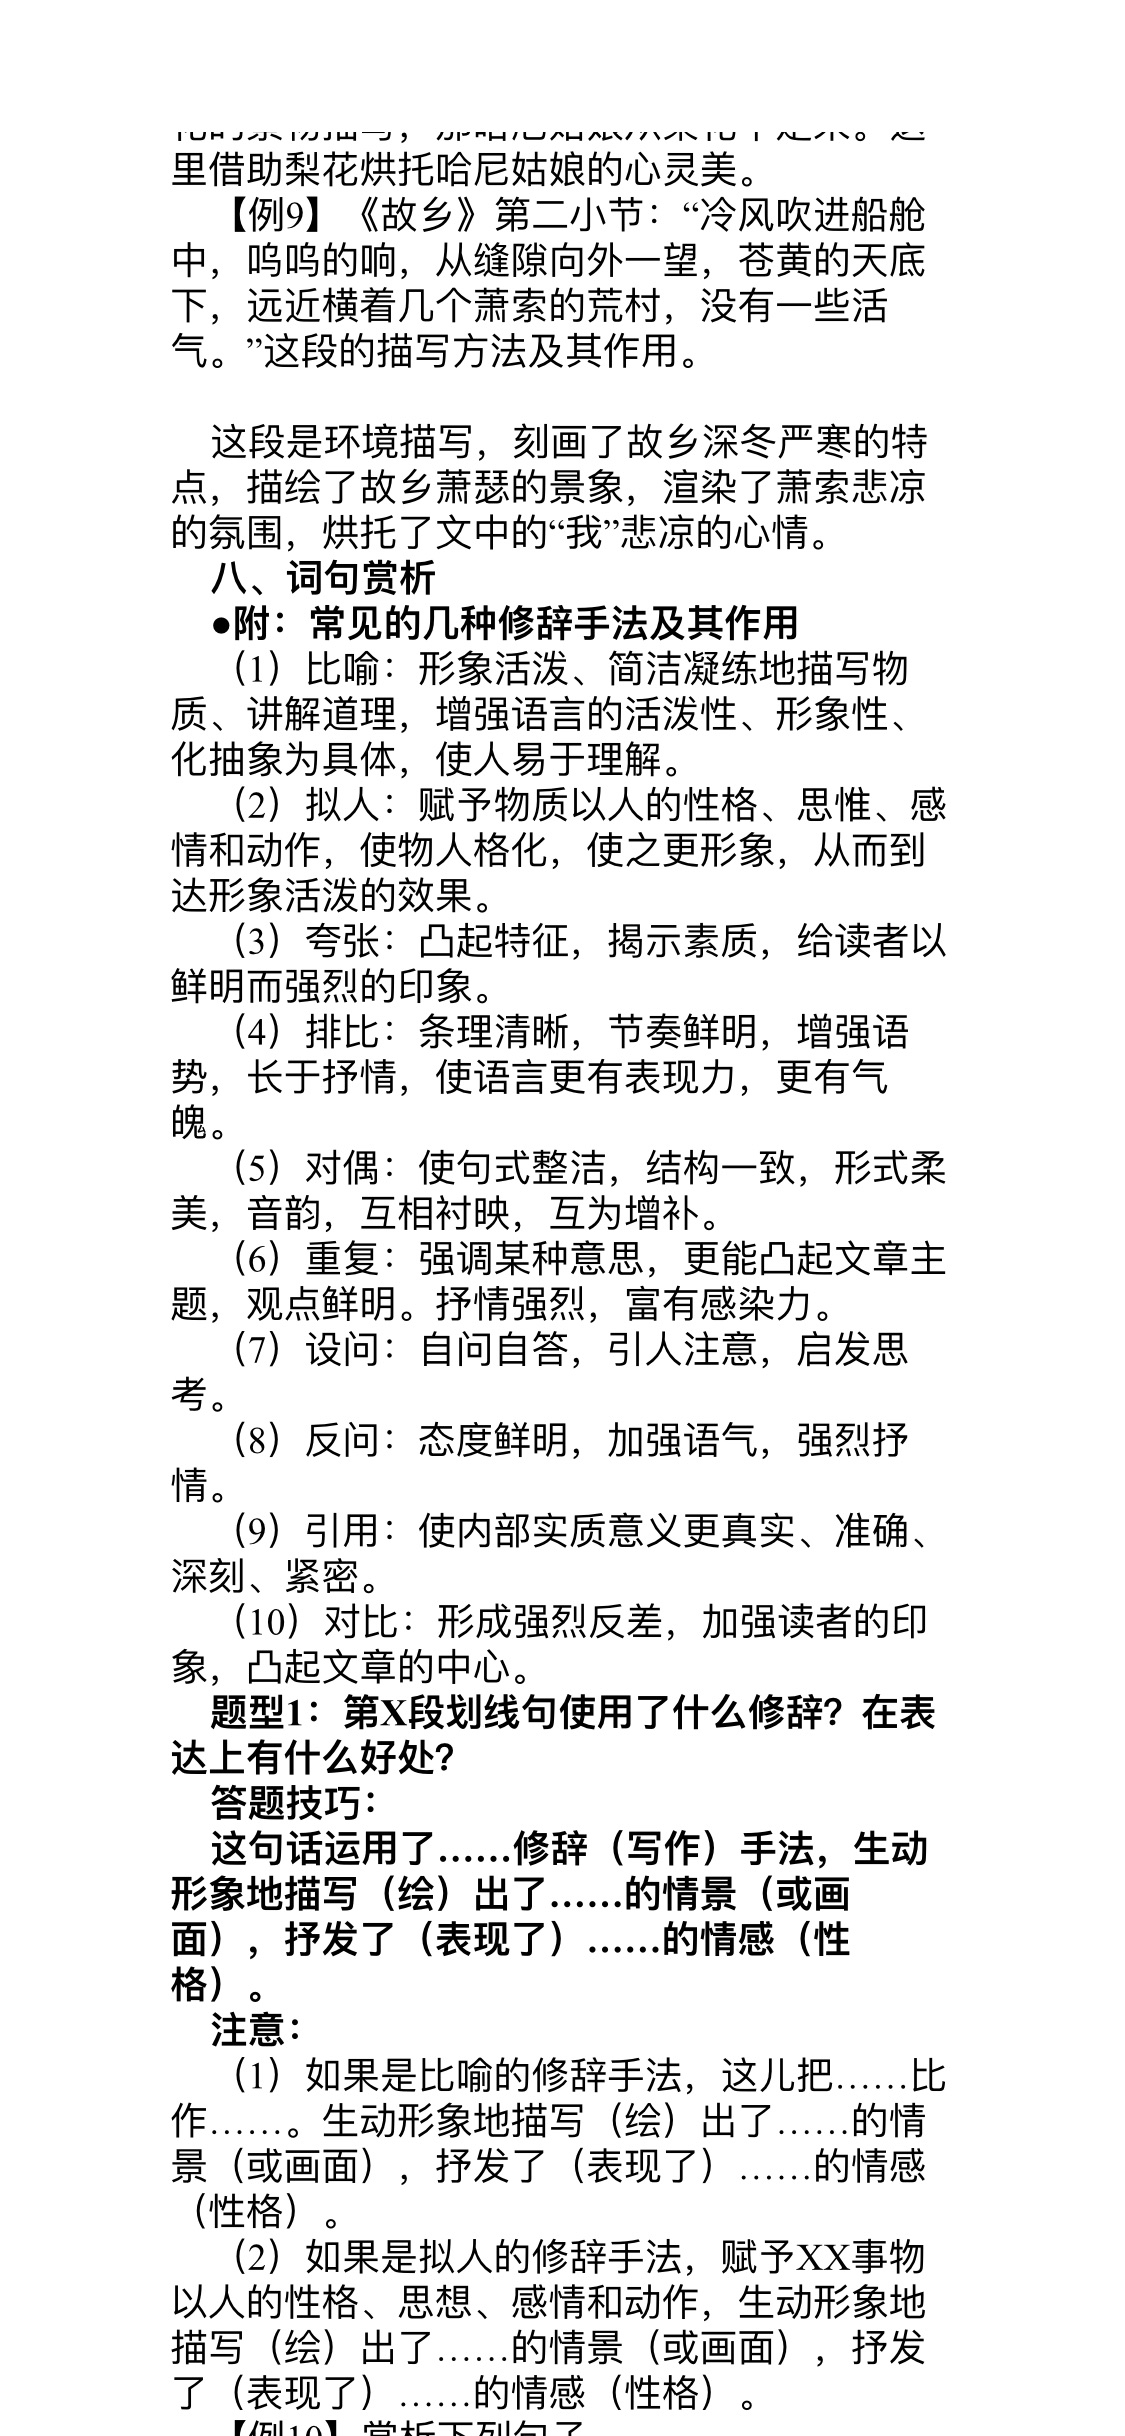 里借助梨花烘托哈尼姑娘的心灵美。
【例9】《故乡》第二小节：“冷风吹进船舱
中，呜呜的响，从缝隙向外一望，苍黄的天底
下，远近横着几个萧索的荒村，没有一些活
气。”这段的描写方法及其作用。
这段是环境描写，刻画了故乡深冬严寒的特
点，描绘了故乡萧瑟的景象，渲染了萧索悲凉
的氛围，烘托了文中的“我”悲凉的心情。
八、词句赏析
●附：常见的几种修辞手法及其作用
（1）比喻：形象活泼、简洁凝练地描写物
质、讲解道理，增强语言的活泼性、形象性、
化抽象为具体，使人易于理解。
（2）拟人：赋予物质以人的性格、思惟、感
情和动作，使物人格化，使之更形象，从而到
达形象活泼的效果。
（3）夸张：凸起特征，揭示素质，给读者以
鲜明而强烈的印象。
（4）排比：条理清晰，节奏鲜明，增强语
势，长于抒情，使语言更有表现力，更有气
魄。
（5）对偶：使句式整洁，结构一致，形式柔
美，音韵，互相衬映，互为增补。
（6）重复：强调某种意思，更能凸起文章主
题，观点鲜明。抒情强烈，富有感染力。
（7）设问：自问自答，引人注意，启发思
考。
（8）反问：态度鲜明，加强语气，强烈抒
情。
（9）引用：使内部实质意义更真实、准确、
深刻、紧密。
（10）对比：形成强烈反差，加强读者的印
象，凸起文章的中心。
题型1：第X段划线句使用了什么修辞？在表
达上有什么好处？
答题技巧：
这句话运用了……修辞（写作）手法，生动
形象地描写（绘）出了……的情景（或画
面），抒发了（表现了）……的情感（性
格）。
注意：
（1）如果是比喻的修辞手法，这儿把……比
作……。生动形象地描写（绘）出了……的情
景（或画面），抒发了（表现了）……的情感
（性格）。
（2）如果是拟人的修辞手法，赋予XX事物
以人的性格、思想、感情和动作，生动形象地
描写（绘）出了……的情景（或画面），抒发
了（表现了）……的情感（性格）。
【例10】赏析下列句子